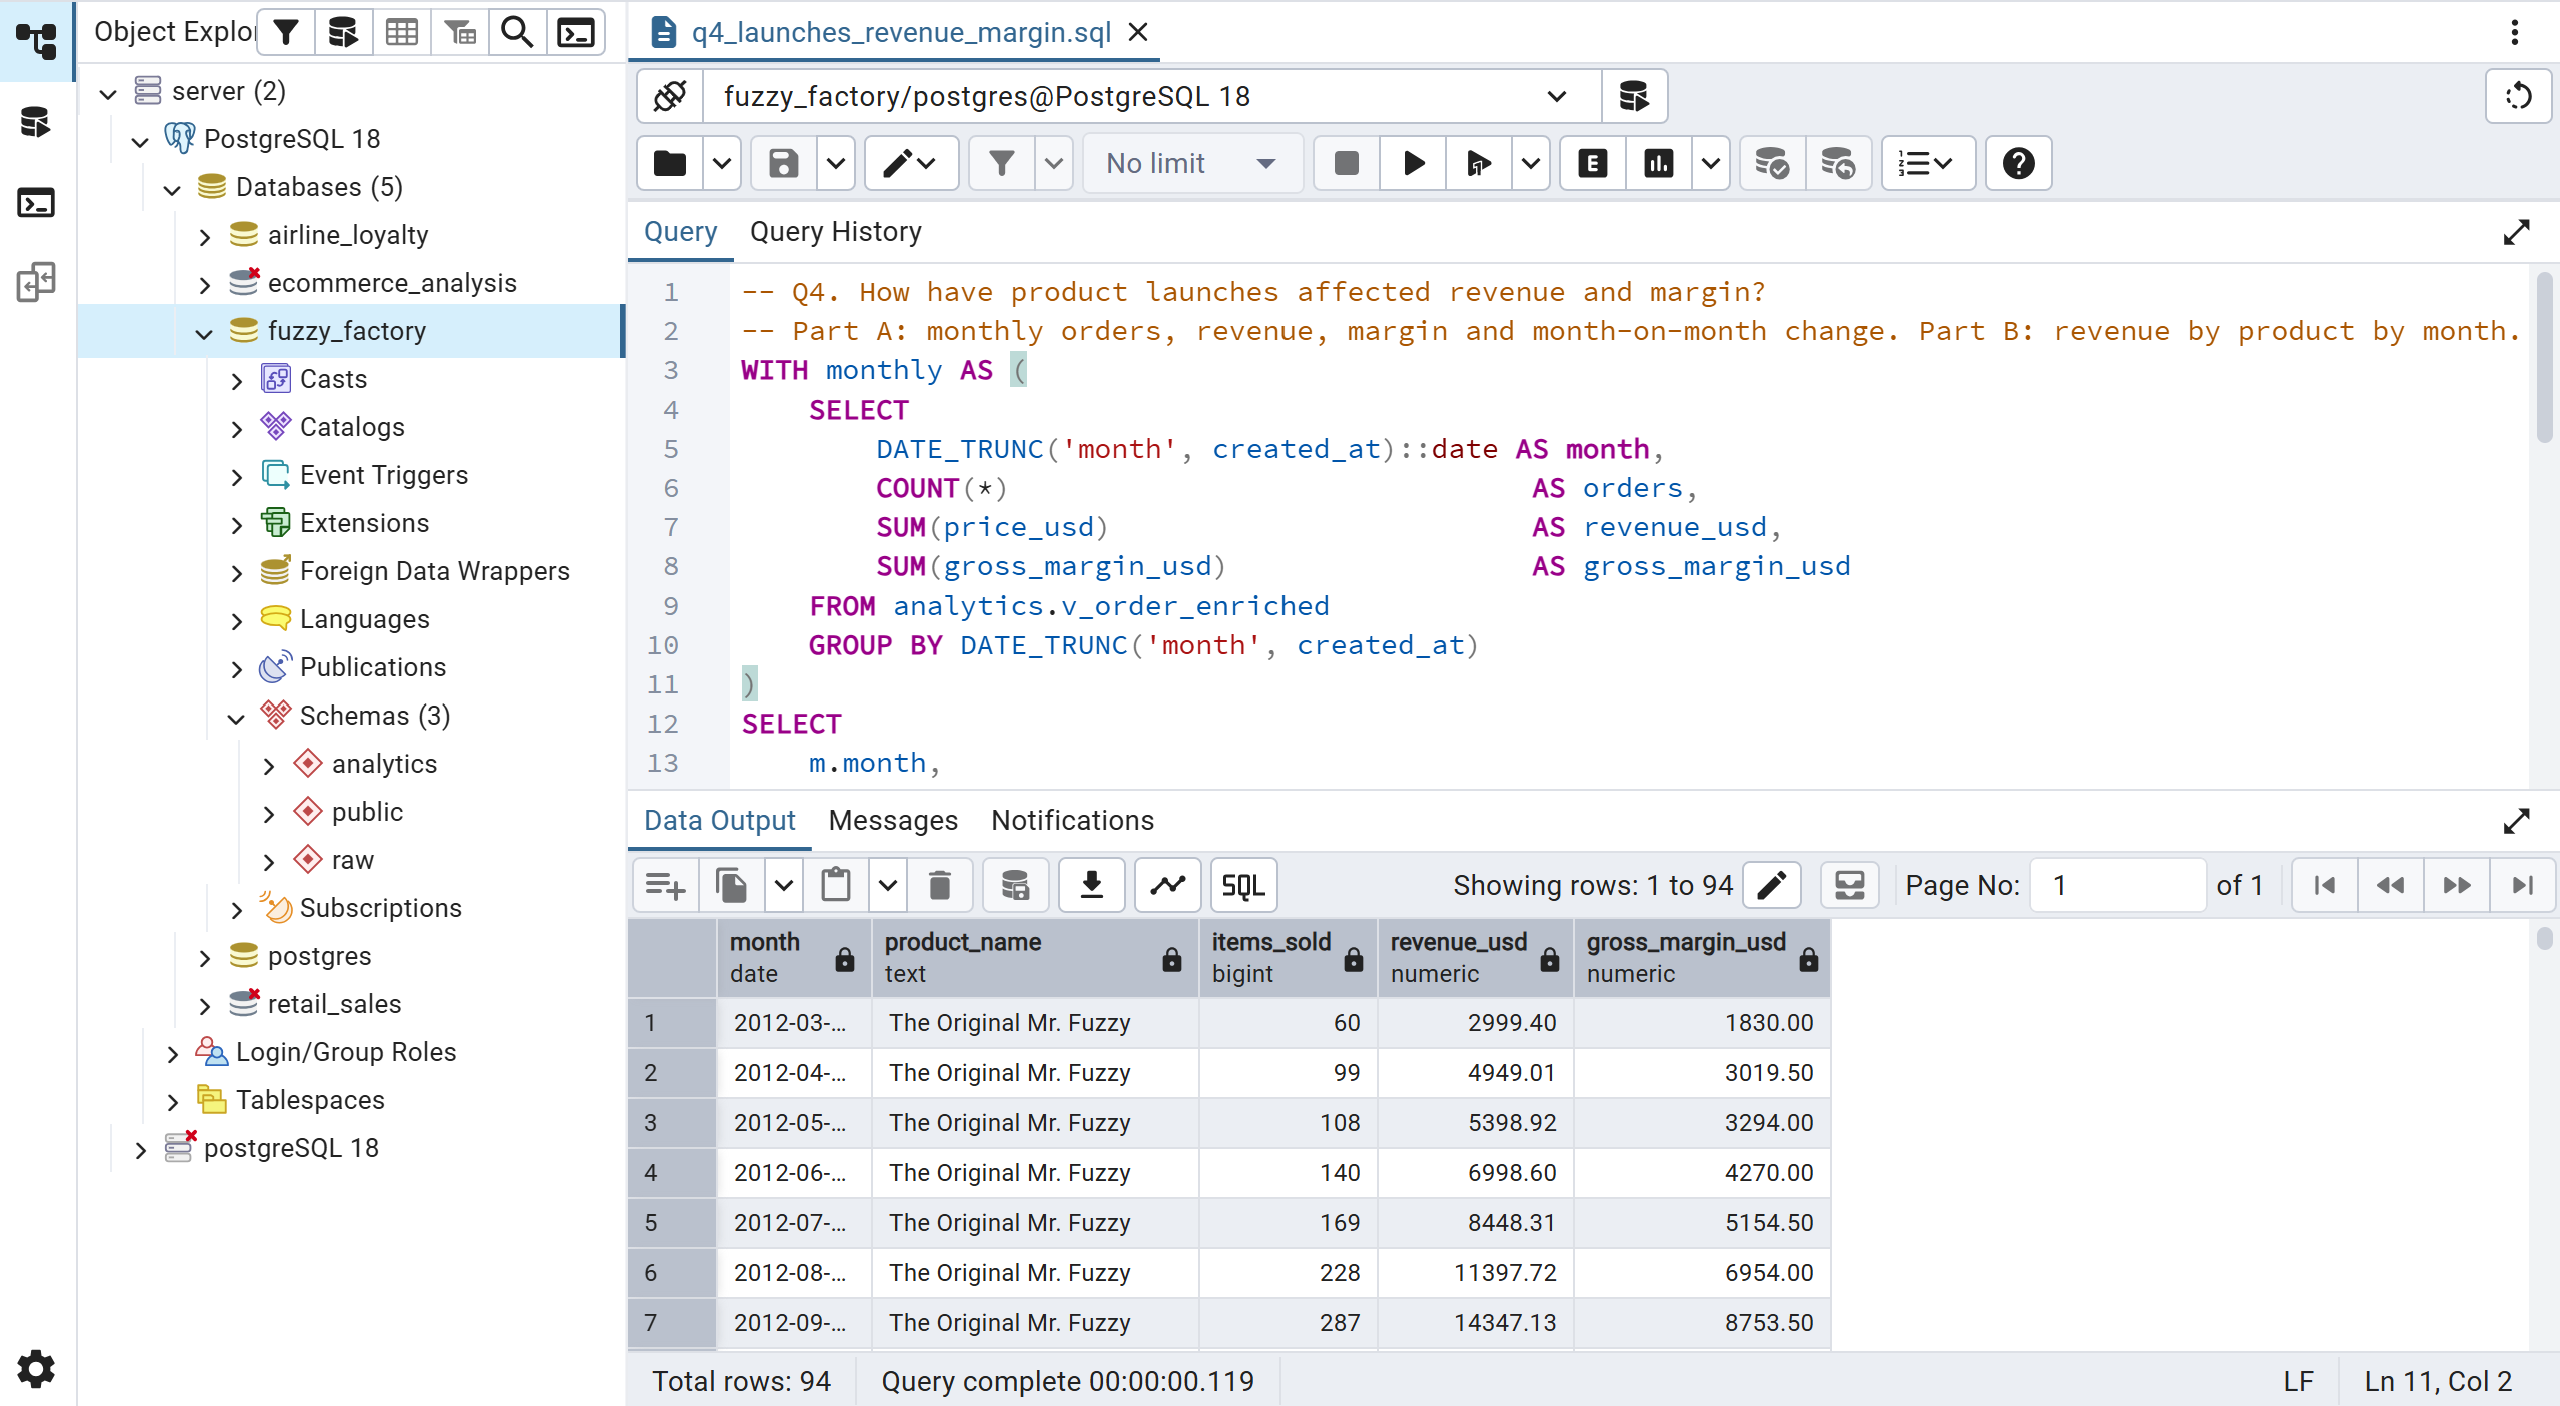 Object Explo
server (2)
PostgreSQL 18
Databases (5)
airline_loyalty
ecommerce_analysis
fuzzy_factory
Casts
Catalogs
Event Triggers
Extensions
Foreign Data Wrappers
Languages
Publications
Schemas (3)
analytics
public
raw
Subscriptions
postgres
retail_sales
Login/Group Roles
Tablespaces
postgreSQL 18
q4_launches_revenue_margin.sql
fuzzy_factory/postgres@PostgreSQL 18
No limit
E
Query Query History
1 -- Q4. How have product launches affected revenue and margin?
2 -- Part A: monthly orders, revenue, margin and month-on-month change. Part B: revenue by product by month.
3 WITH monthly AS (
4 SELECT
5 DATE_TRUNC('month', created_at)::date AS month,
6 COUNT(*) AS orders,
7 SUM(price_usd) AS revenue_usd,
8 SUM(gross_margin_usd) AS gross_margin_usd
9 FROM analytics.v_order_enriched
10 GROUP BY DATE_TRUNC('month', created_at)
11 )
12 SELECT
13 m.month,
Data Output Messages Notifications
SQL Showing rows: 1 to 94 Page No: 1 of 1
month product_name items_sold revenue_usd gross_margin_usd
date text bigint numeric numeric
1 2012-03-... The Original Mr. Fuzzy 60 2999.40 1830.00
2 2012-04-... The Original Mr. Fuzzy 99 4949.01 3019.50
3 2012-05-... The Original Mr. Fuzzy 108 5398.92 3294.00
4 2012-06-... The Original Mr. Fuzzy 140 6998.60 4270.00
5 2012-07-... The Original Mr. Fuzzy 169 8448.31 5154.50
6 2012-08-... The Original Mr. Fuzzy 228 11397.72 6954.00
7 2012-09-... The Original Mr. Fuzzy 287 14347.13 8753.50
Total rows: 94 Query complete 00:00:00.119 LF Ln 11, Col 2